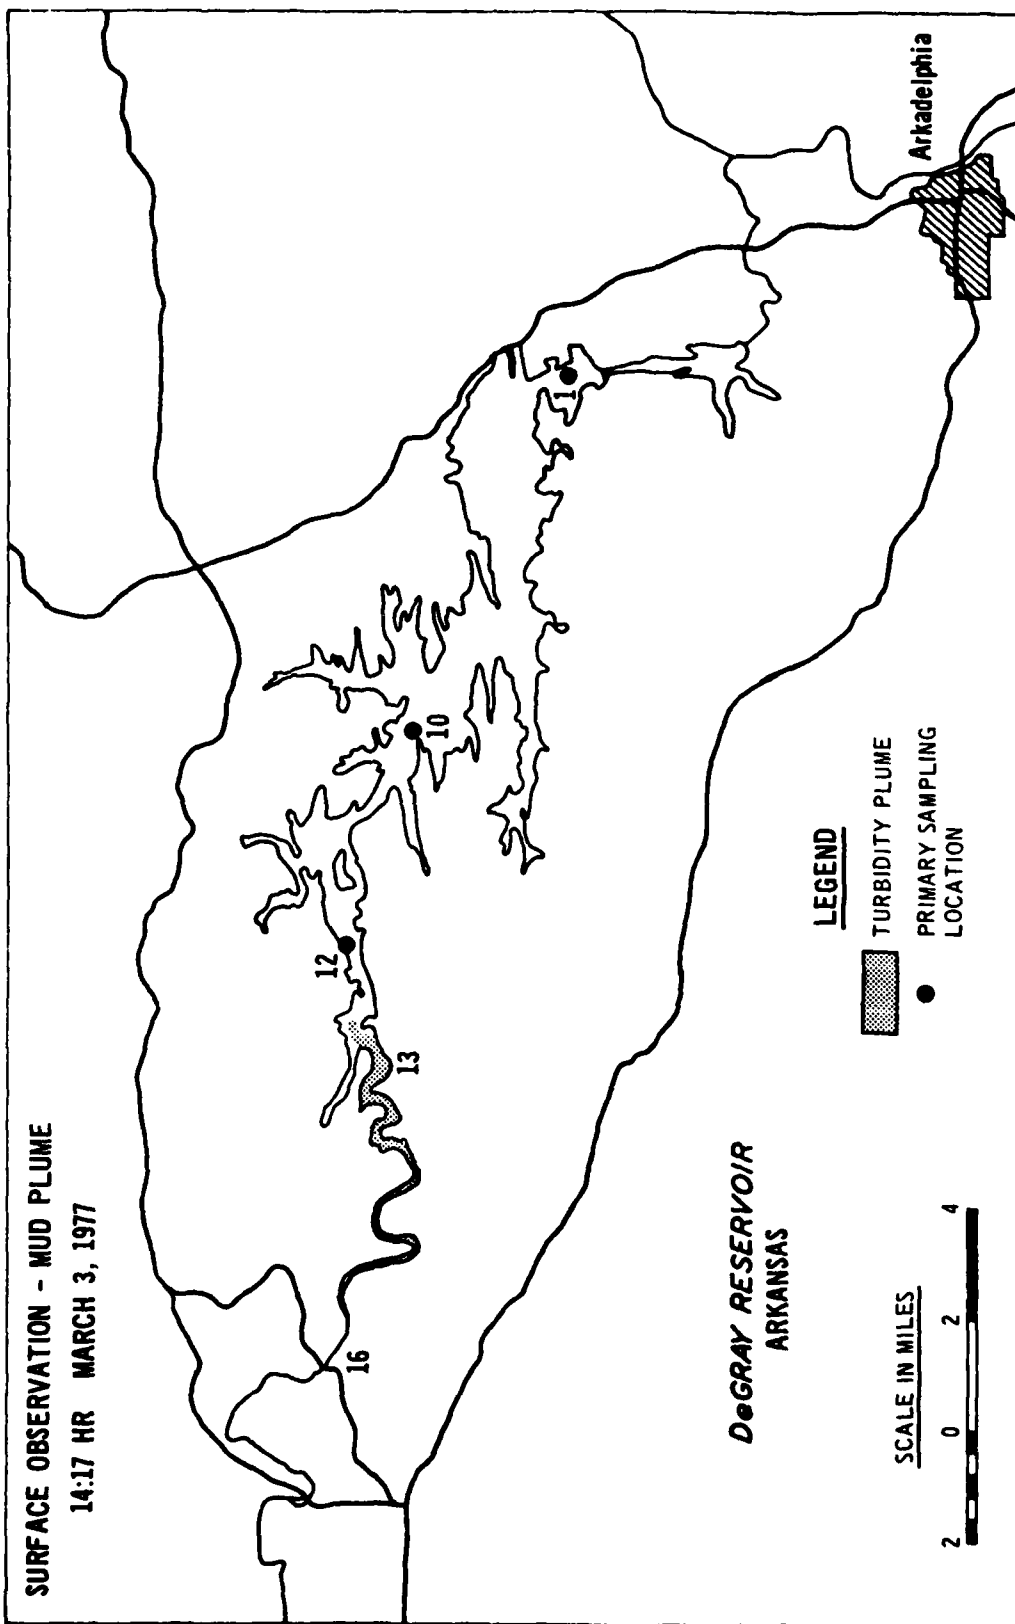 SURFACE OBSERVATION - MUD PLUME
14:17 HR MARCH 3, 1977
16
13
12
10
1
Arkadelphia
DeGRAY RESERVOIR
ARKANSAS
LEGEND
TURBIDITY PLUME
PRIMARY SAMPLING
LOCATION
SCALE IN MILES
2 0 2 4